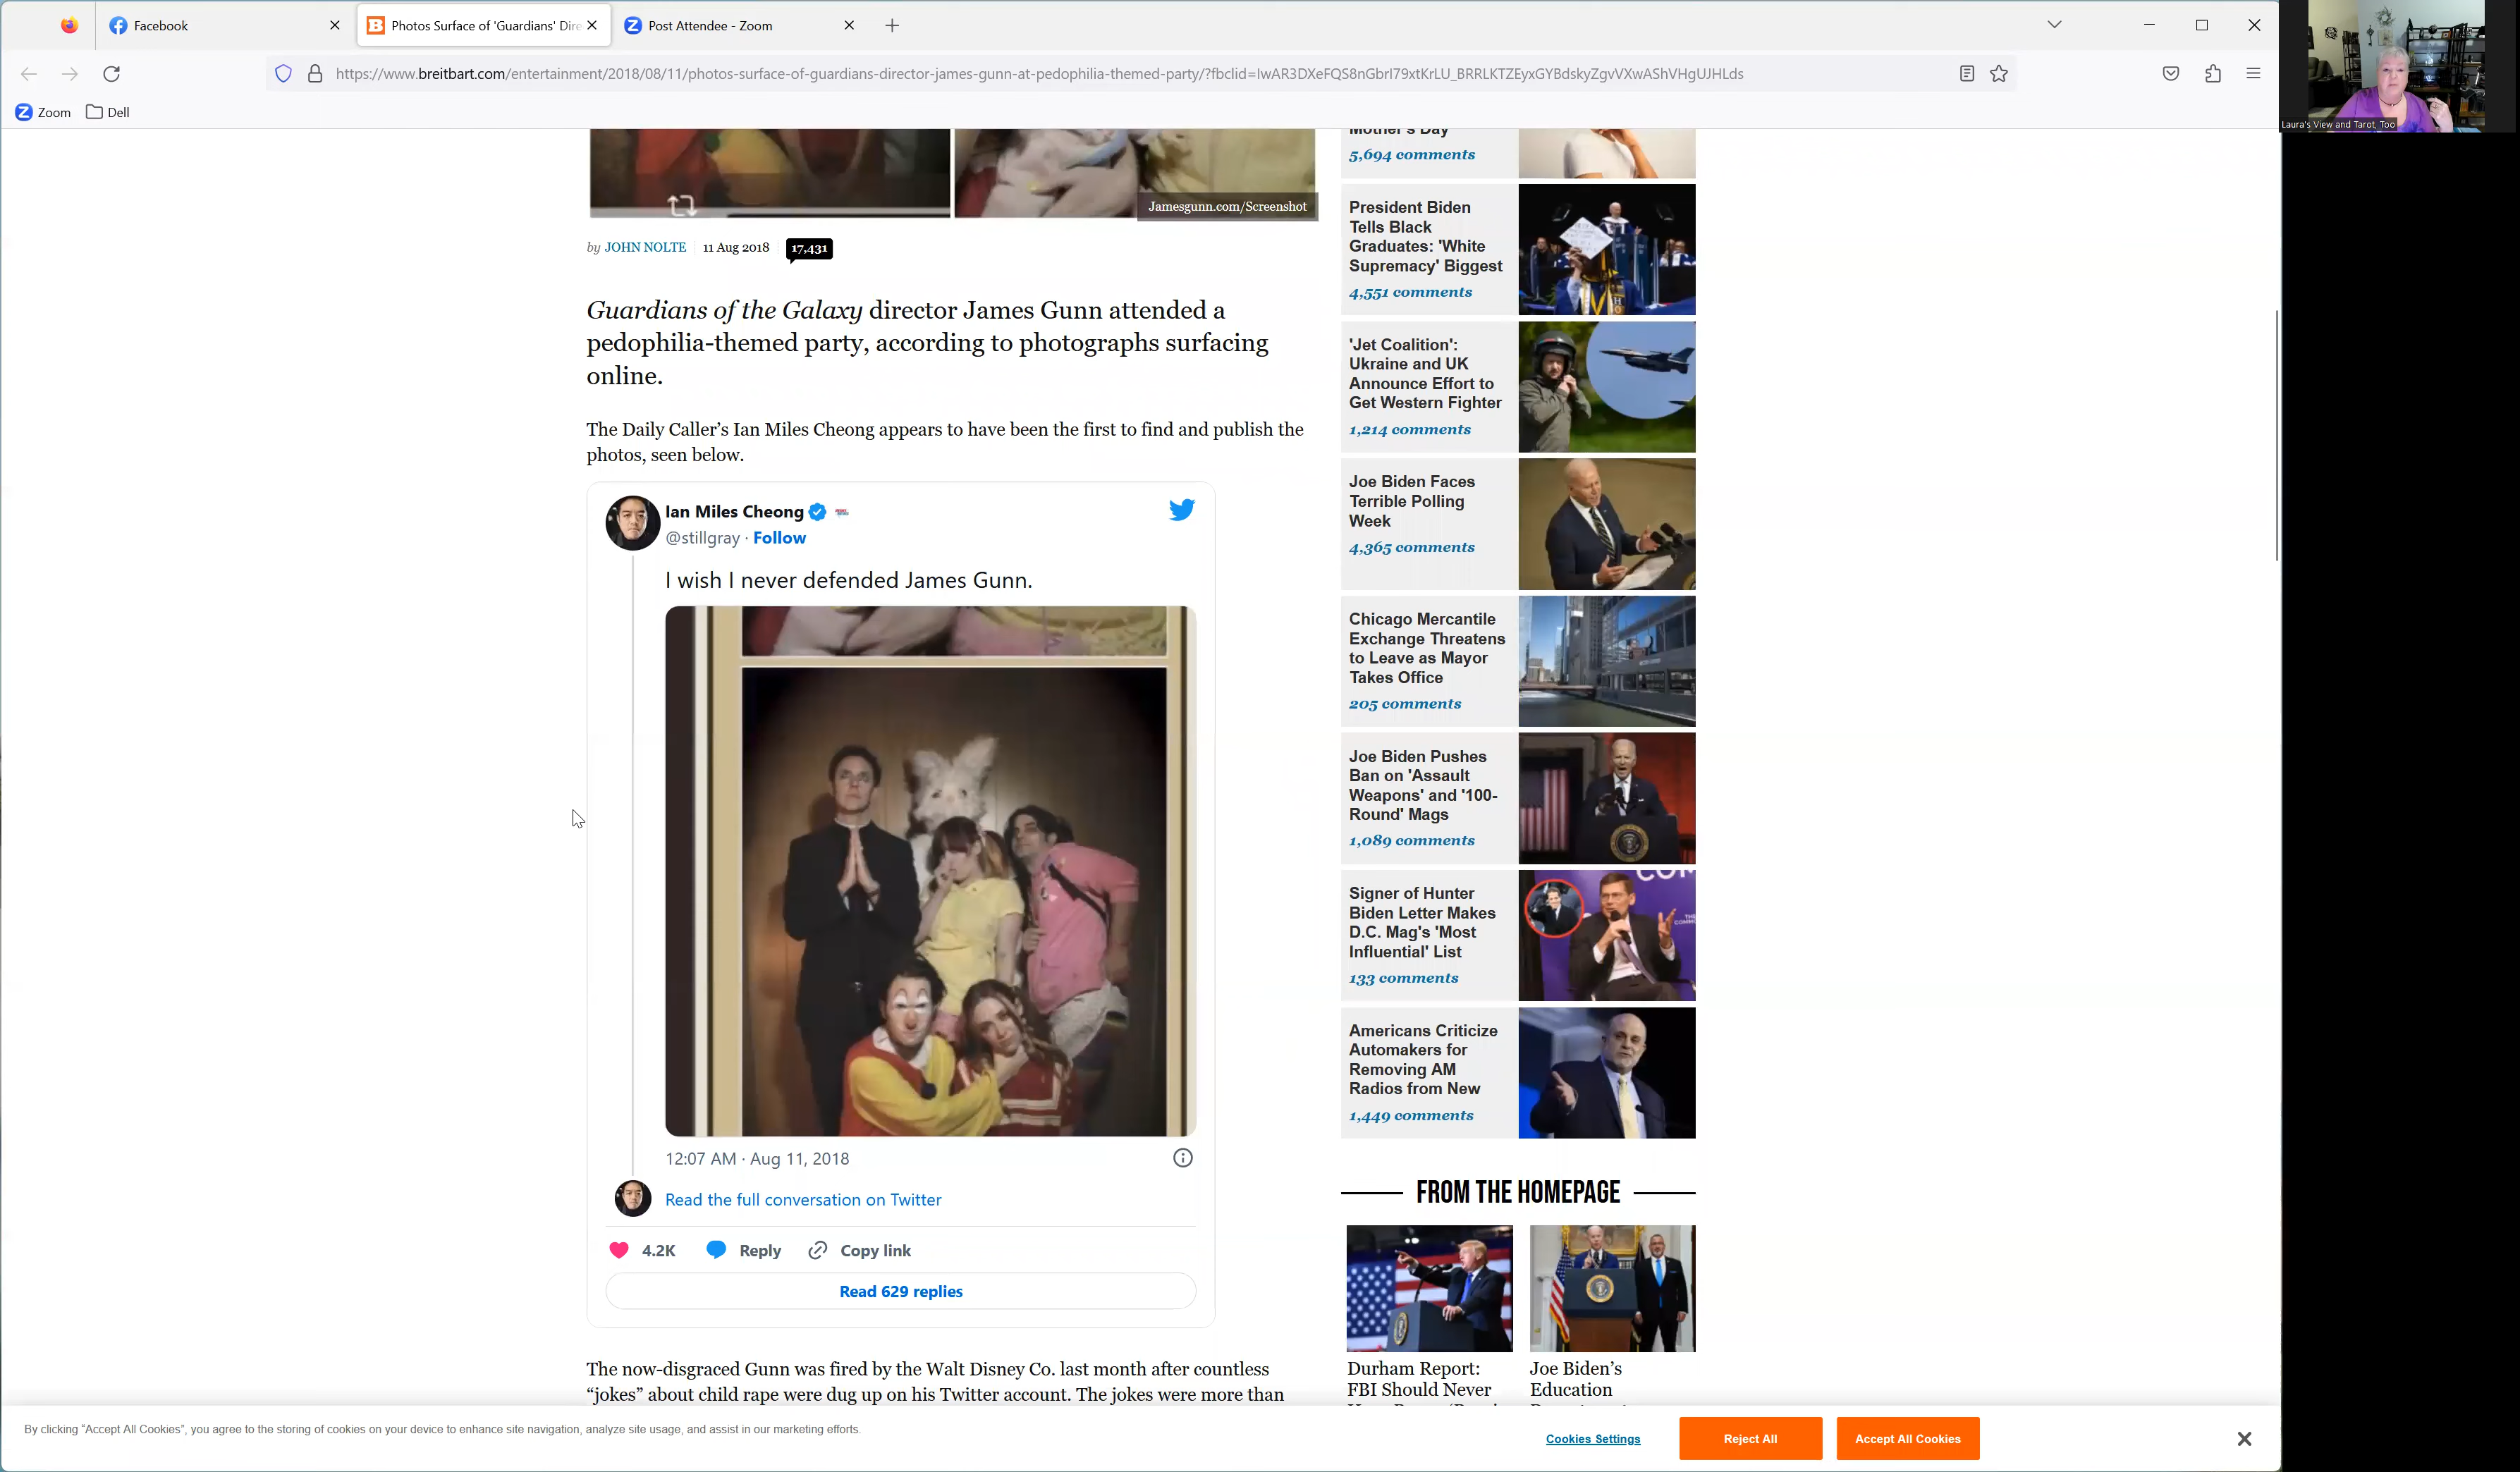 Facebook
Photos Surface of 'Guardians' Dire
Post Attendee - Zoom
https://www.breitbart.com/entertainment/2018/08/11/photos-surface-of-guardians-director-james-gunn-at-pedophilia-themed-party/?fbclid=IwAR3DXeFQS8nGbrI79xtKrLU_BRRLKTZEyxGYBdskyZgvVXwAShVHgUJHLds
Zoom
Dell
Laura's View and Tarot, Too
Jamesgunn.com/Screenshot
by JOHN NOLTE
11 Aug 2018
17,431
Guardians of the Galaxy director James Gunn attended a
pedophilia-themed party, according to photographs surfacing
online.
The Daily Caller’s Ian Miles Cheong appears to have been the first to find and publish the
photos, seen below.
Ian Miles Cheong
@stillgray · Follow
I wish I never defended James Gunn.
12:07 AM · Aug 11, 2018
Read the full conversation on Twitter
4.2K
Reply
Copy link
Read 629 replies
The now-disgraced Gunn was fired by the Walt Disney Co. last month after countless
“jokes” about child rape were dug up on his Twitter account. The jokes were more than
Mother's Day
5,694 comments
President Biden
Tells Black
Graduates: 'White
Supremacy' Biggest
4,551 comments
'Jet Coalition':
Ukraine and UK
Announce Effort to
Get Western Fighter
1,214 comments
Joe Biden Faces
Terrible Polling
Week
4,365 comments
Chicago Mercantile
Exchange Threatens
to Leave as Mayor
Takes Office
205 comments
Joe Biden Pushes
Ban on 'Assault
Weapons' and '100-
Round' Mags
1,089 comments
Signer of Hunter
Biden Letter Makes
D.C. Mag's 'Most
Influential' List
133 comments
Americans Criticize
Automakers for
Removing AM
Radios from New
1,449 comments
FROM THE HOMEPAGE
Durham Report:
FBI Should Never
Joe Biden’s
Education
By clicking “Accept All Cookies”, you agree to the storing of cookies on your device to enhance site navigation, analyze site usage, and assist in our marketing efforts.
Cookies Settings
Reject All
Accept All Cookies